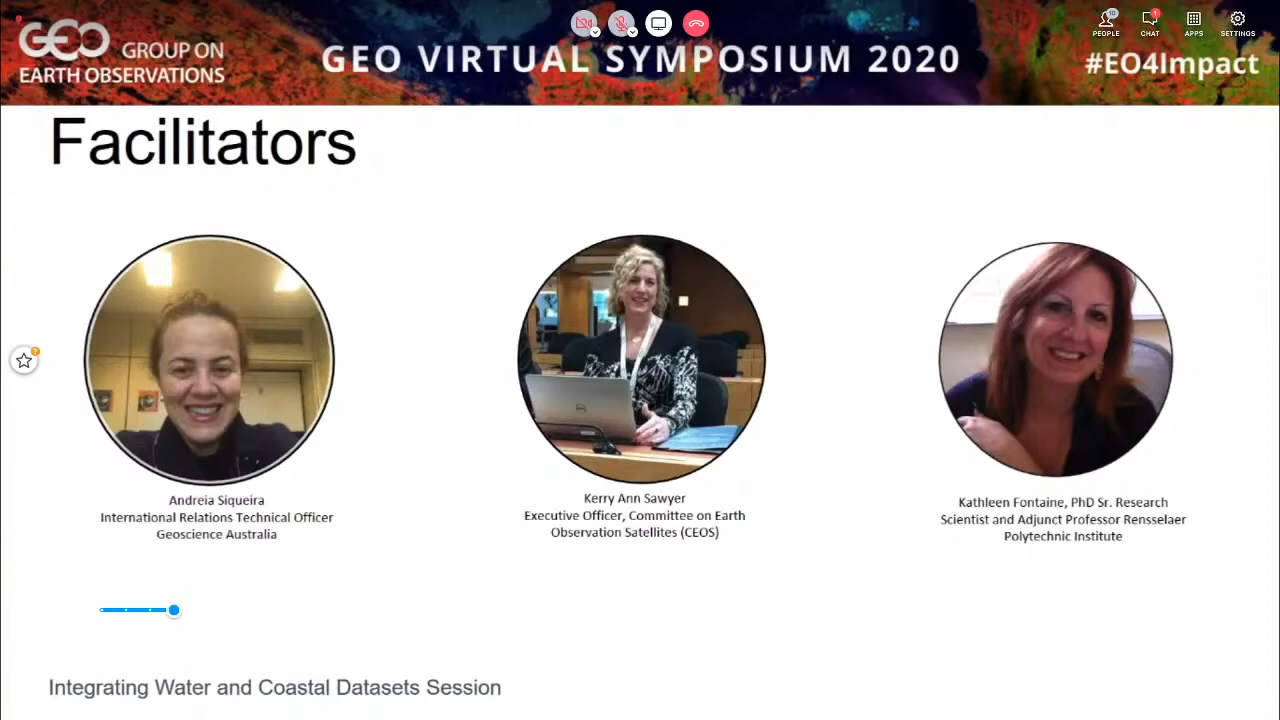 GEO GROUP ON
EARTH OBSERVATIONS
GEO VIRTUAL SYMPOSIUM 2020
10
PEOPLE
1
CHAT
APPS
SETTINGS
#EO4Impact
Facilitators
?
Andreia Siqueira
International Relations Technical Officer
Geoscience Australia
Kerry Ann Sawyer
Executive Officer, Committee on Earth
Observation Satellites (CEOS)
Kathleen Fontaine, PhD Sr. Research
Scientist and Adjunct Professor Rensselaer
Polytechnic Institute
Integrating Water and Coastal Datasets Session